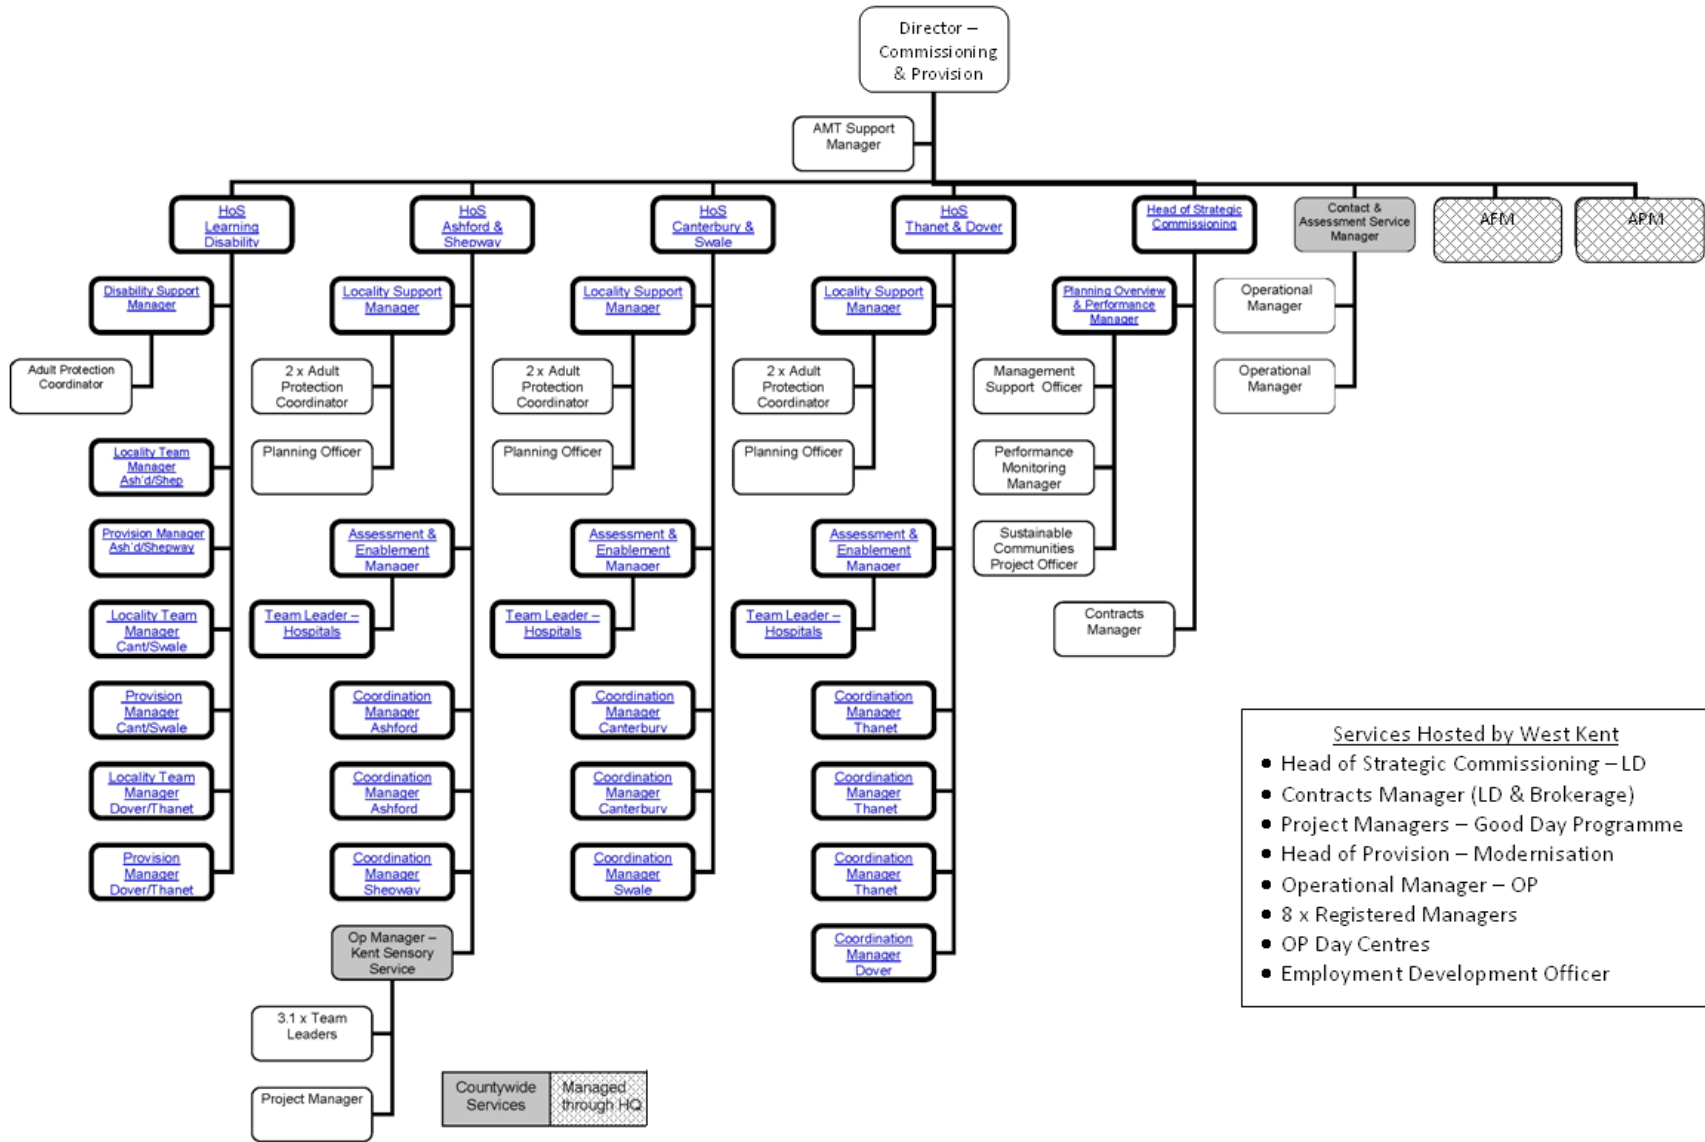 Director –
Commissioning
& Provision
AMT Support
Manager
HoS
Learning
Disability
HoS
Ashford &
Shepway
HoS
Canterbury &
Swale
HoS
Thanet & Dover
Head of Strategic
Commissioning
Contact &
Assessment Service
Manager
AFM
APM
Disability Support
Manager
Adult Protection
Coordinator
Locality Team
Manager
Ash'd/Shep
Provision Manager
Ash'd/Shepway
Locality Team
Manager
Cant/Swale
Provision
Manager
Cant/Swale
Locality Team
Manager
Dover/Thanet
Provision
Manager
Dover/Thanet
Locality Support
Manager
2 x Adult
Protection
Coordinator
Planning Officer
Assessment &
Enablement
Manager
Team Leader –
Hospitals
Coordination
Manager
Ashford
Coordination
Manager
Ashford
Coordination
Manager
Shepway
Op Manager –
Kent Sensory
Service
3.1 x Team
Leaders
Project Manager
Locality Support
Manager
2 x Adult
Protection
Coordinator
Planning Officer
Assessment &
Enablement
Manager
Team Leader –
Hospitals
Coordination
Manager
Canterbury
Coordination
Manager
Canterbury
Coordination
Manager
Swale
Locality Support
Manager
2 x Adult
Protection
Coordinator
Planning Officer
Assessment &
Enablement
Manager
Team Leader –
Hospitals
Coordination
Manager
Thanet
Coordination
Manager
Thanet
Coordination
Manager
Thanet
Coordination
Manager
Dover
Planning Overview
& Performance
Manager
Management
Support Officer
Performance
Monitoring
Manager
Sustainable
Communities
Project Officer
Contracts
Manager
Operational
Manager
Operational
Manager
Services Hosted by West Kent
• Head of Strategic Commissioning – LD
• Contracts Manager (LD & Brokerage)
• Project Managers – Good Day Programme
• Head of Provision – Modernisation
• Operational Manager – OP
• 8 x Registered Managers
• OP Day Centres
• Employment Development Officer
Countywide
Services
Managed
through HQ